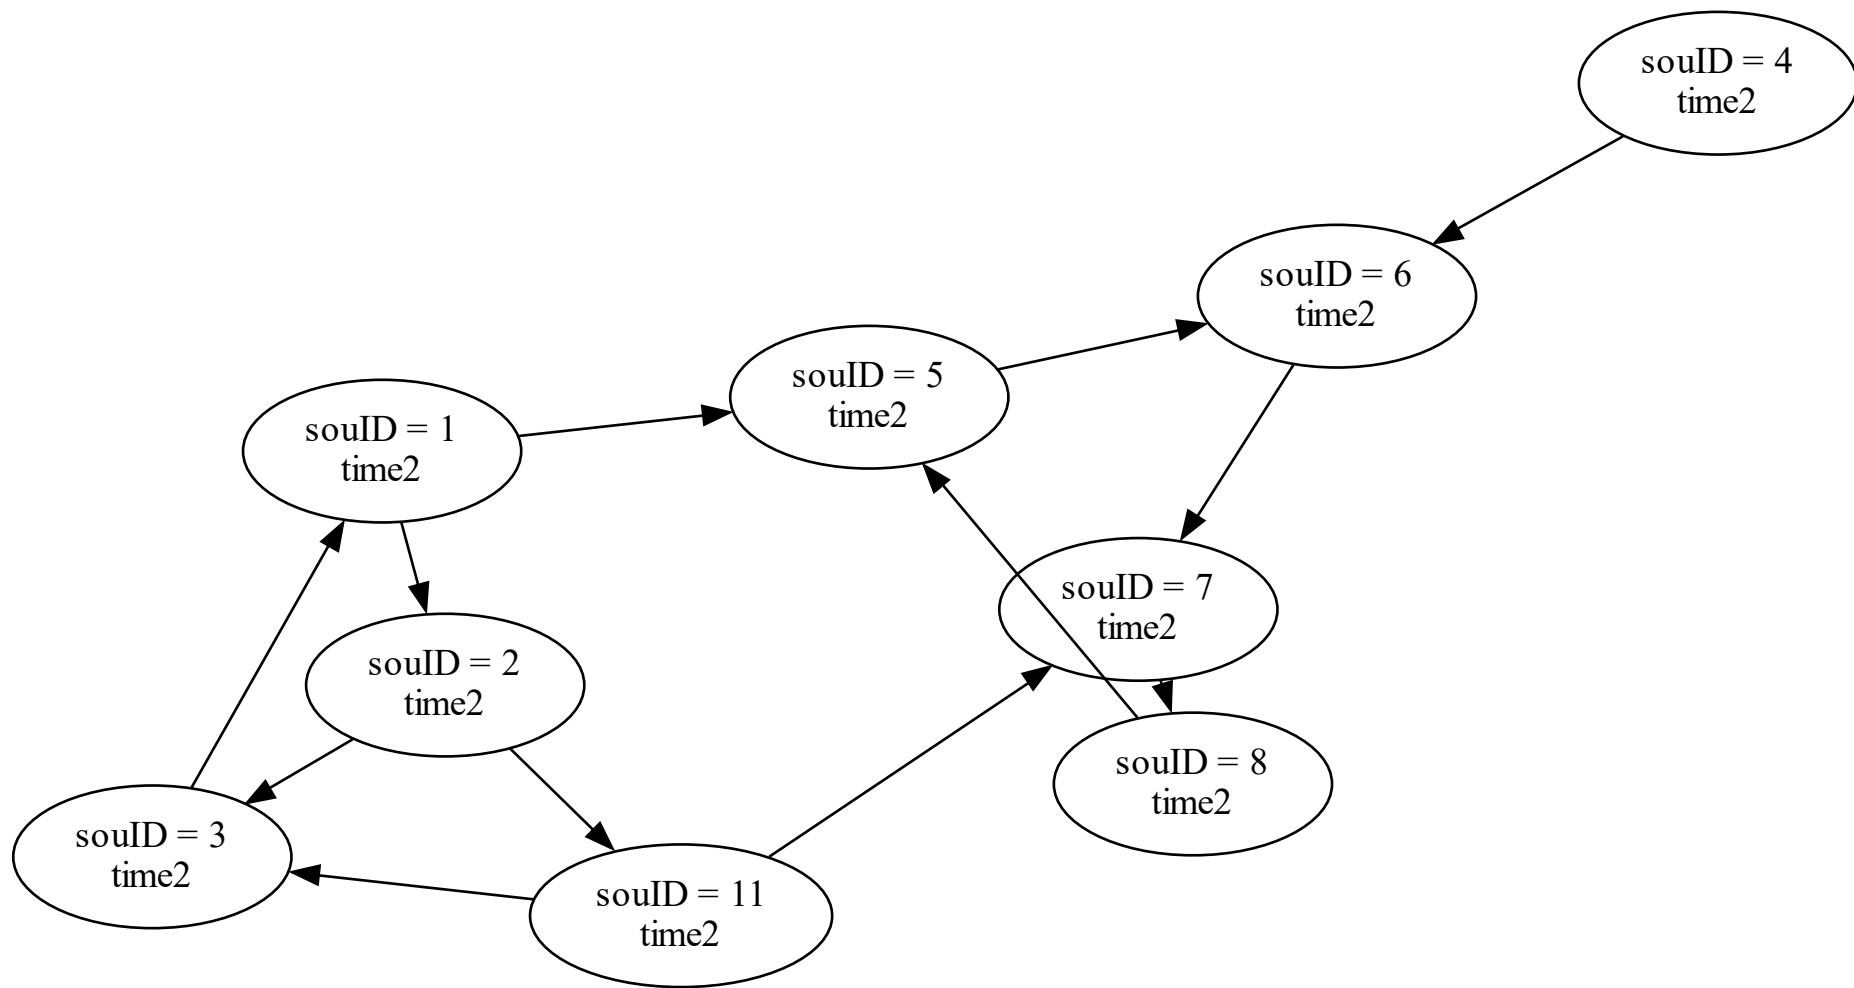 souID = 4
time2
souID = 6
time2
souID = 5
time2
souID = 1
time2
souID = 7
time2
souID = 2
time2
souID = 8
time2
souID = 3
time2
souID = 11
time2